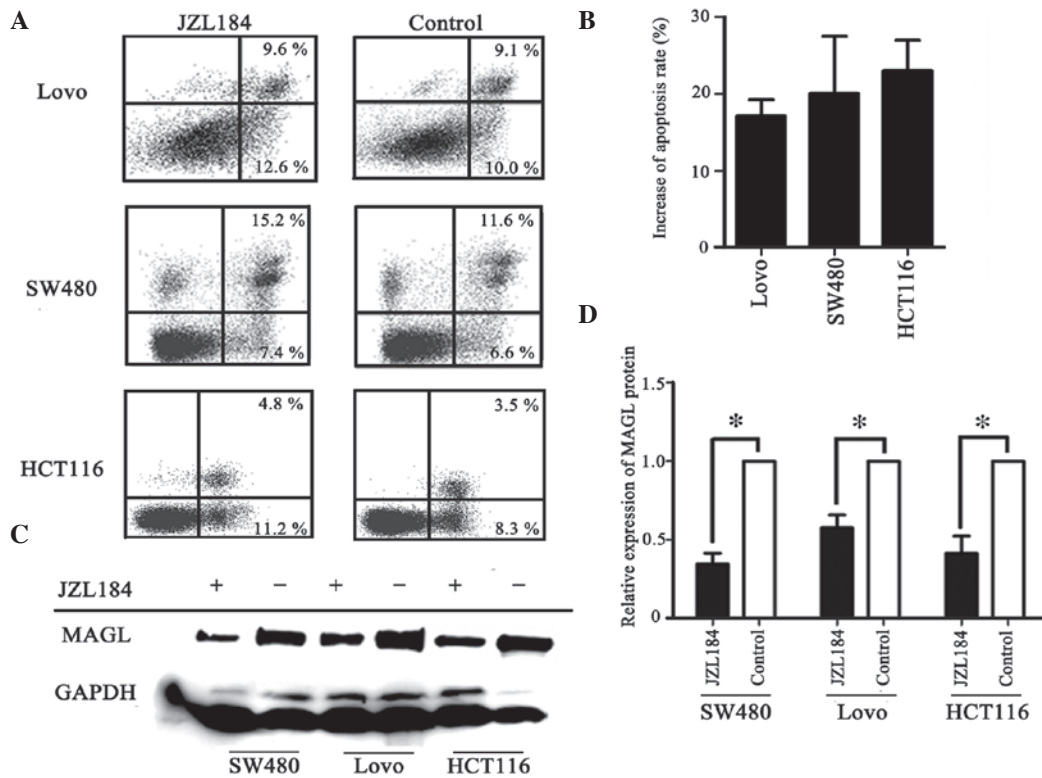 A
JZL184
Control
Lovo
9.6 %
12.6 %
9.1 %
10.0 %
SW480
15.2 %
7.4 %
11.6 %
6.6 %
HCT116
4.8 %
11.2 %
3.5 %
8.3 %
B
Increase of apoptosis rate (%)
30
20
10
0
Lovo
SW480
HCT116
C
JZL184
+ − + − + −
MAGL
GAPDH
SW480
Lovo
HCT116
D
Relative expression of MAGL protein
1.5
1.0
0.5
0
*
*
*
JZL184
Control
JZL184
Control
JZL184
Control
SW480
Lovo
HCT116